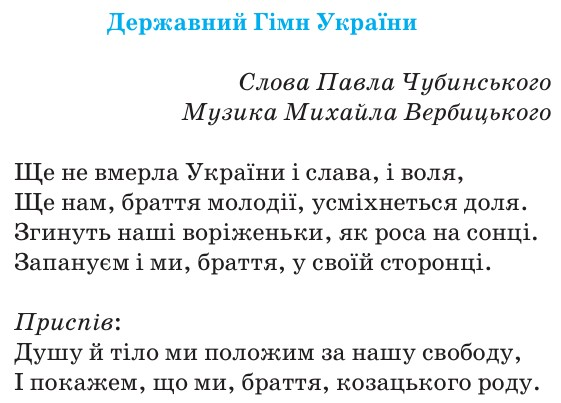 Державний Гімн України
Слова Павла Чубинського
Музика Михайла Вербицького
Ще не вмерла України і слава, і воля,
Ще нам, браття молодії, усміхнеться доля.
Згинуть наші воріженьки, як роса на сонці.
Запануєм і ми, браття, у своїй сторонці.
Приспів:
Душу й тіло ми положим за нашу свободу,
І покажем, що ми, браття, козацького роду.